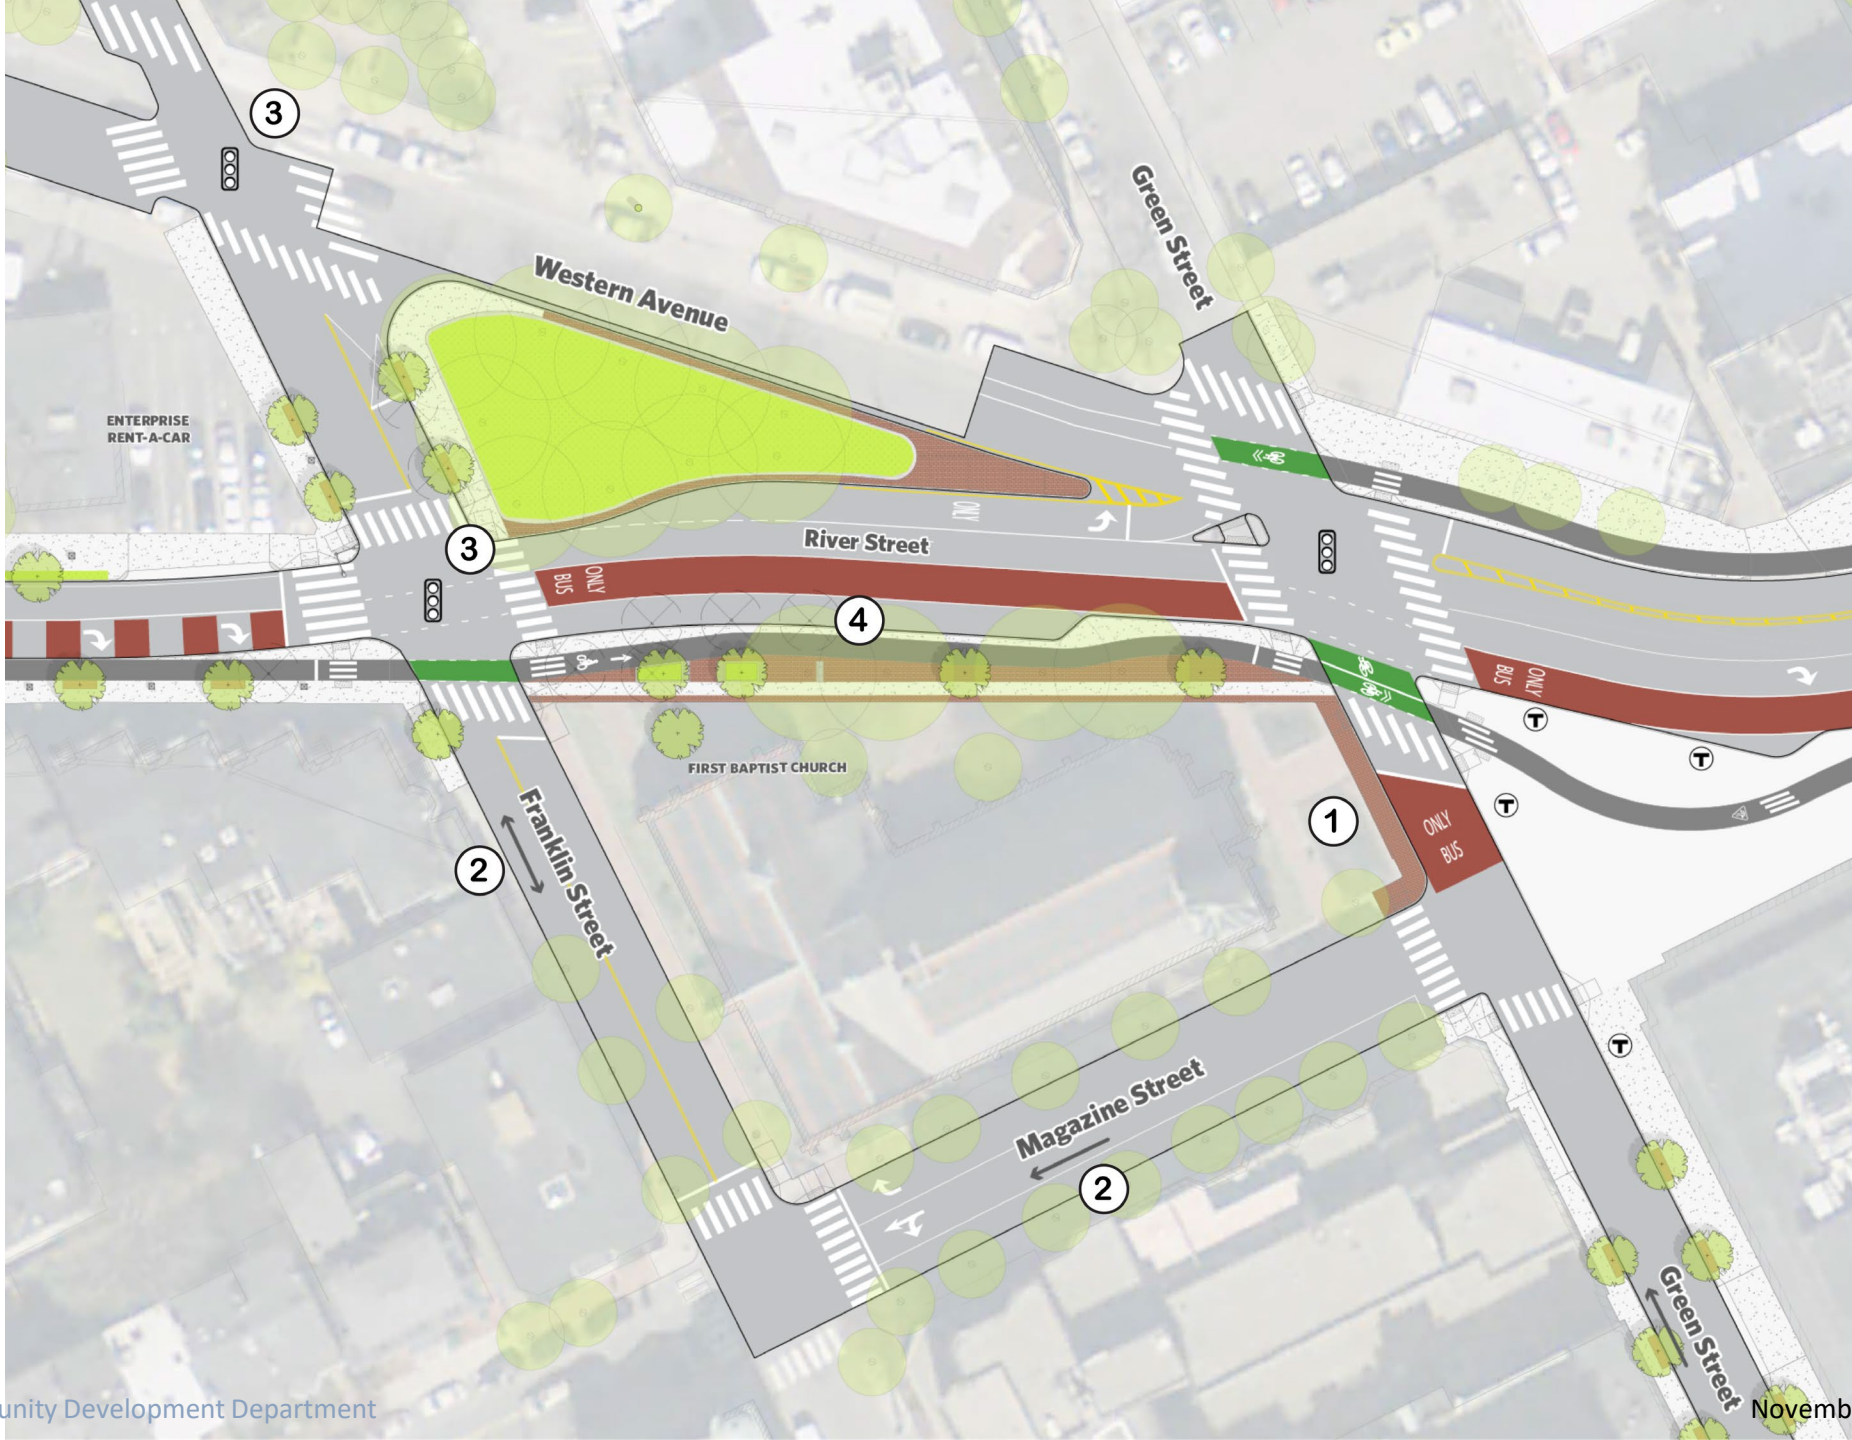 3
Green Street
Western Avenue
ENTERPRISE
RENT-A-CAR
ONLY
3
River Street
BUS
ONLY
4
BUS
ONLY
T
T
FIRST BAPTIST CHURCH
T
1
ONLY
BUS
Franklin Street
2
T
Magazine Street
2
Green Street
unity Development Department
Novemb